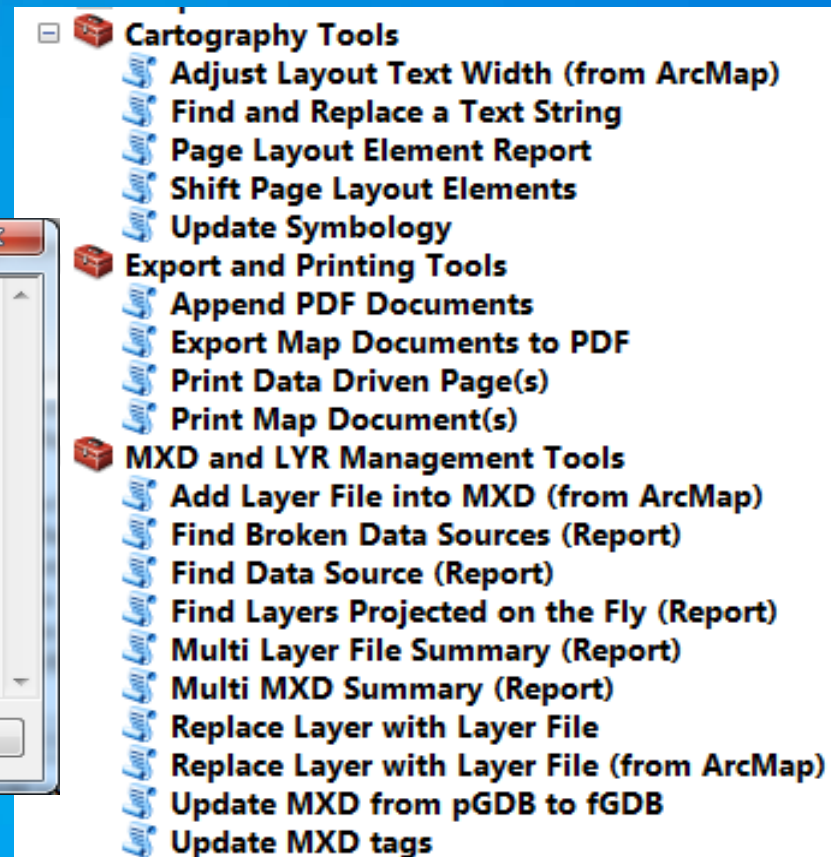 Cartography Tools
Adjust Layout Text Width (from ArcMap)
Find and Replace a Text String
Page Layout Element Report
Shift Page Layout Elements
Update Symbology
Export and Printing Tools
Append PDF Documents
Export Map Documents to PDF
Print Data Driven Page(s)
Print Map Document(s)
MXD and LYR Management Tools
Add Layer File into MXD (from ArcMap)
Find Broken Data Sources (Report)
Find Data Source (Report)
Find Layers Projected on the Fly (Report)
Multi Layer File Summary (Report)
Multi MXD Summary (Report)
Replace Layer with Layer File
Replace Layer with Layer File (from ArcMap)
Update MXD from pGDB to fGDB
Update MXD tags